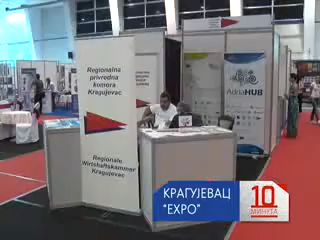 Regionalna
privredna
komora
Kragujevac
Regionale
Wirtschaftskammer
Kragujevac
AdriaHUB
КРАГУЈЕВАЦ
"EXPO"
10
МИНУТА